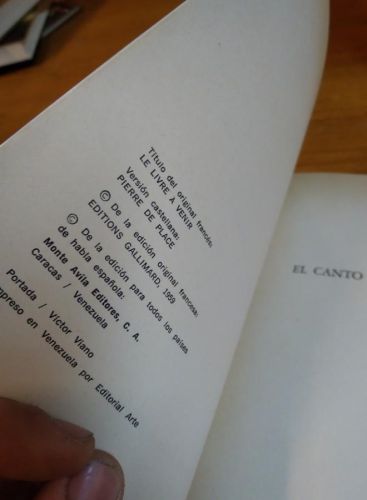 Título del original francés:
LE LIVRE A VENIR
Versión castellana:
PIERRE DE PLACE
© De la edición original francesa:
EDITIONS GALLIMARD, 1959
© De la edición para todos los países
de habla española:
Monte Avila Editores, C. A.
Caracas / Venezuela
Portada / Víctor Viano
mpreso en Venezuela por Editorial Arte
EL CANTO